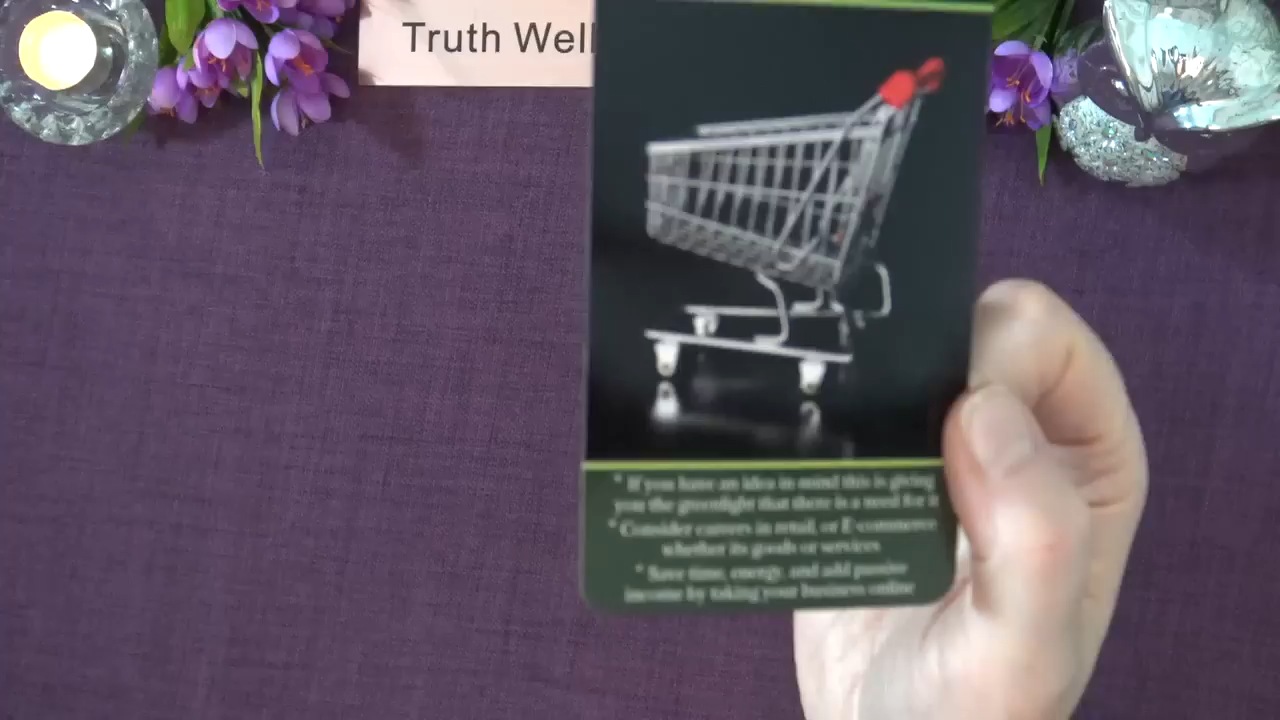 Truth Well
* If you have an idea in mind this is giving
you the greenlight that there is a need for it
* Consider careers in retail, or E-commerce
whether its goods or services
* Save time, energy, and add passive
income by taking your business online